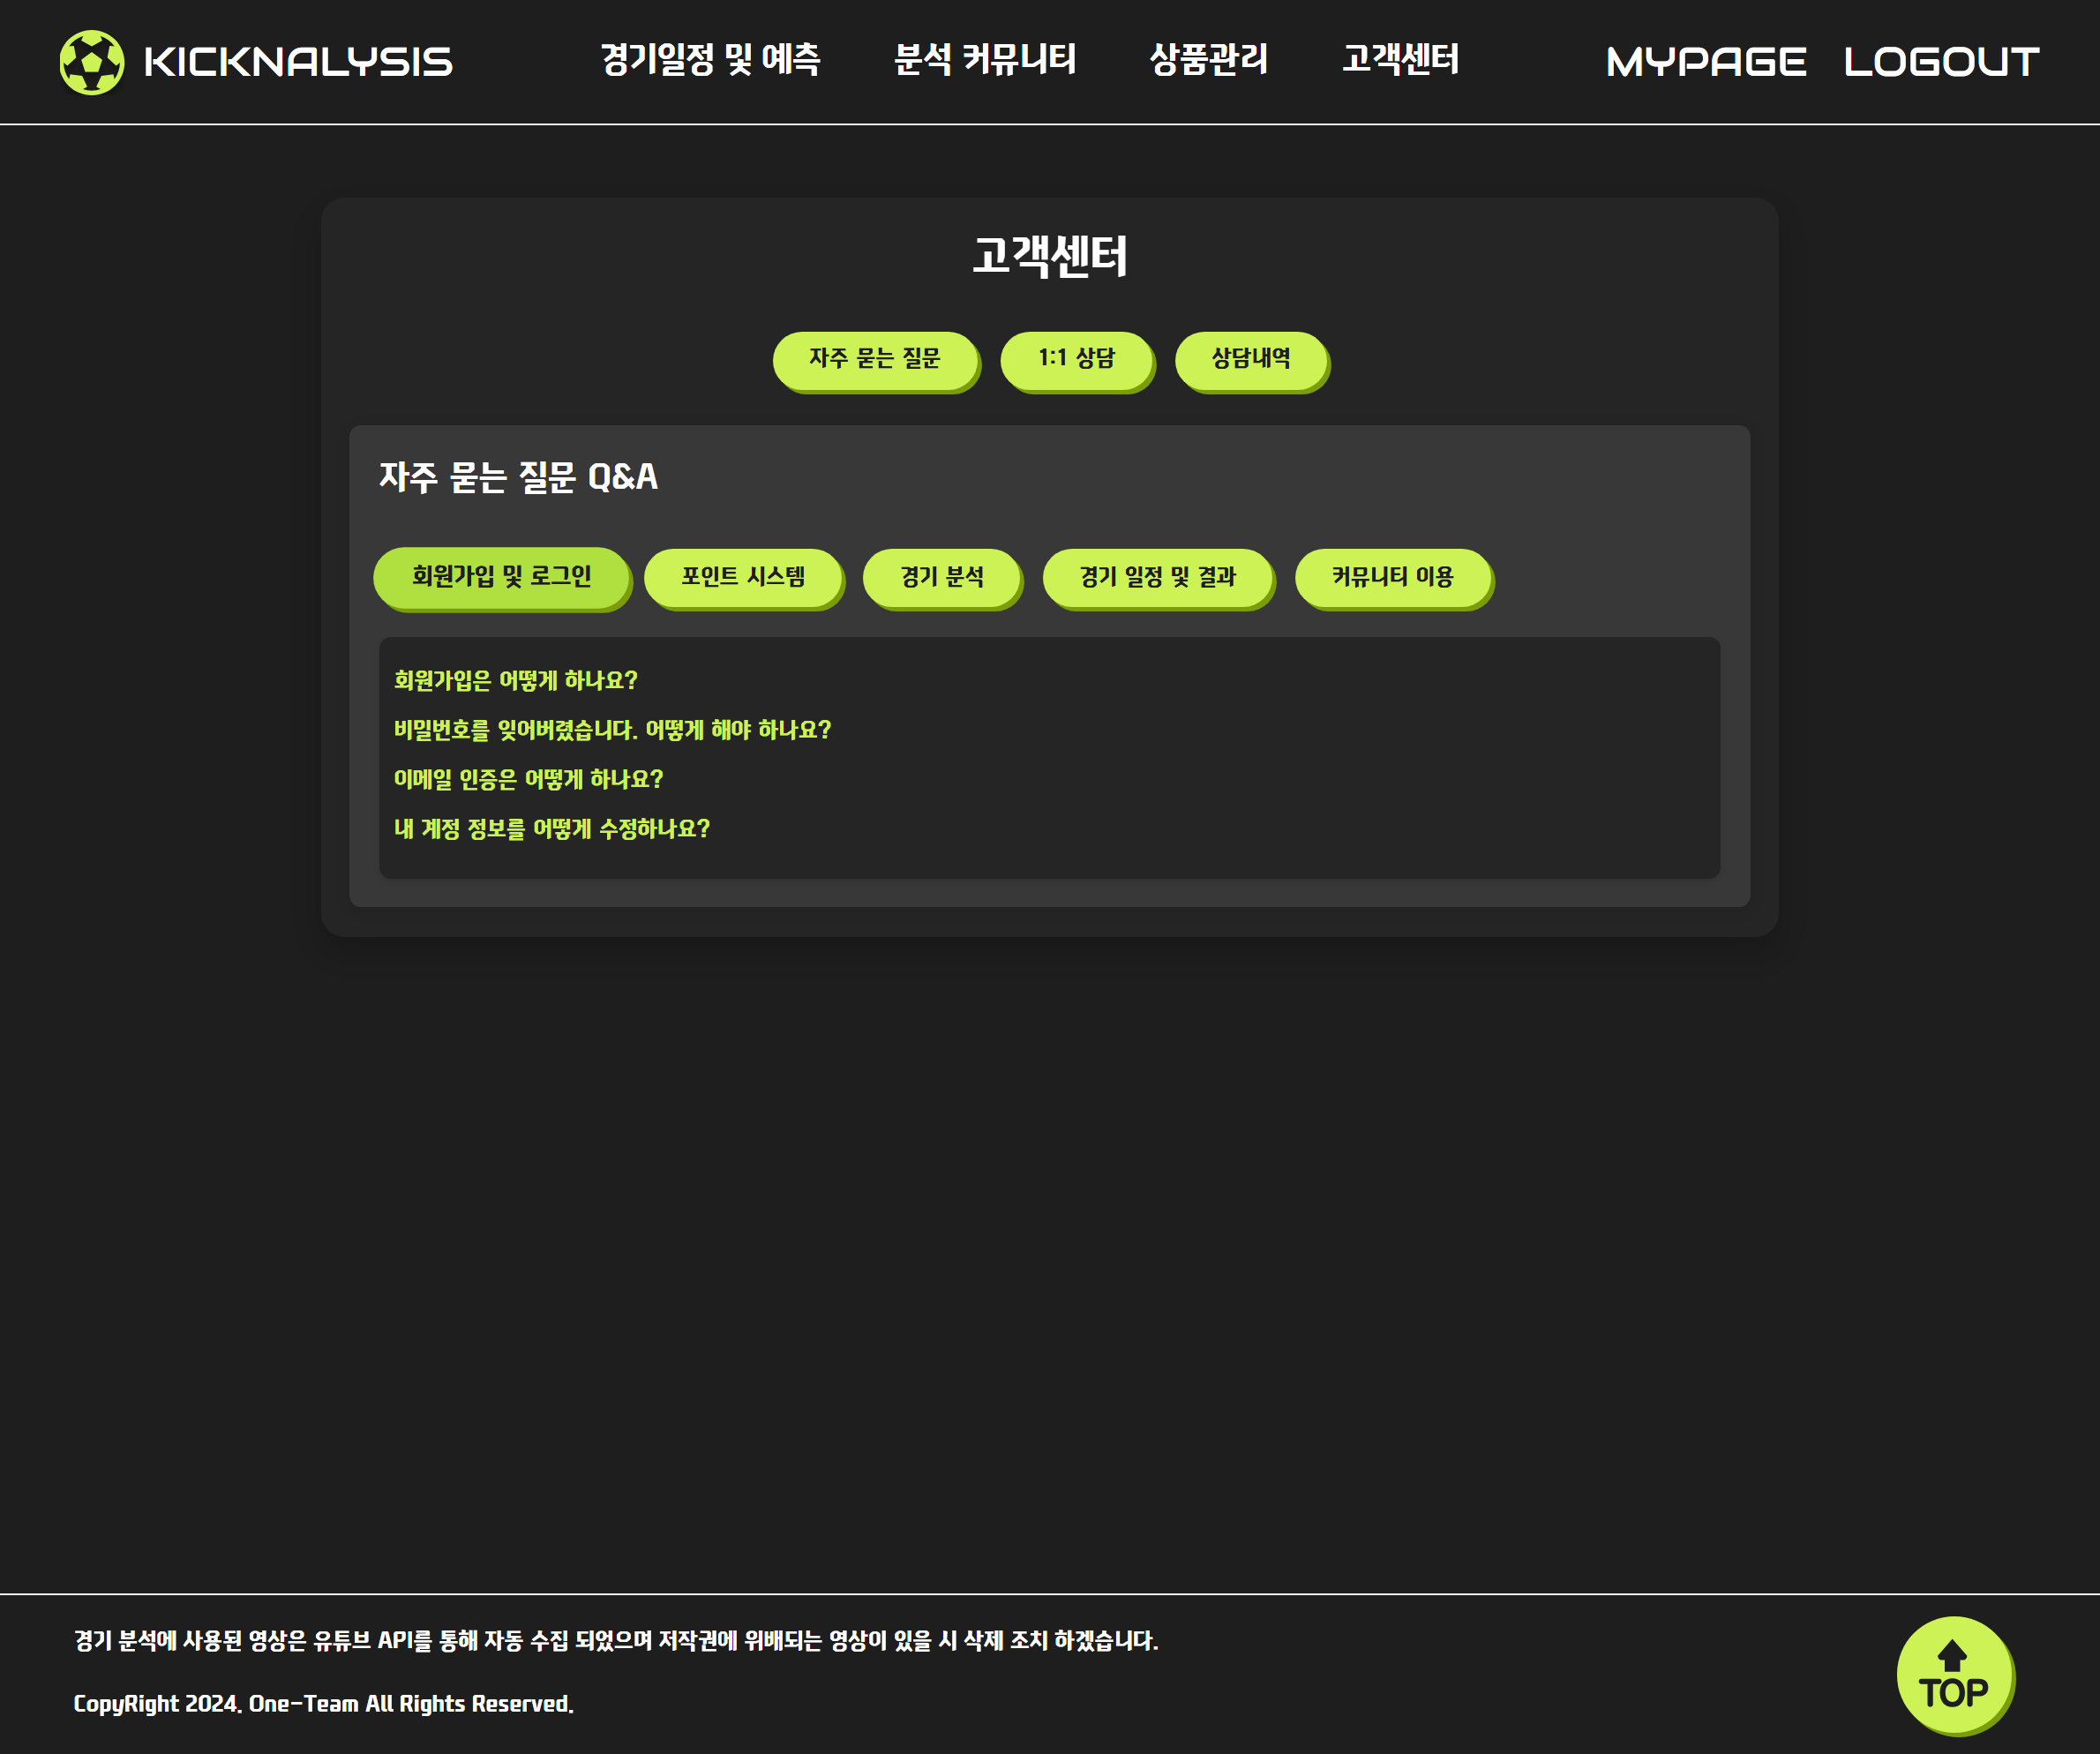 KICKNALYSIS 경기일정 및 예측 분석 커뮤니티 상품관리 고객센터 MYPAGE LOGOUT
고객센터
자주 묻는 질문 1:1 상담 상담내역
자주 묻는 질문 Q&A
회원가입 및 로그인 포인트 시스템 경기 분석 경기 일정 및 결과 커뮤니티 이용
회원가입은 어떻게 하나요?
비밀번호를 잊어버렸습니다. 어떻게 해야 하나요?
이메일 인증은 어떻게 하나요?
내 계정 정보를 어떻게 수정하나요?
경기 분석에 사용된 영상은 유튜브 API를 통해 자동 수집 되었으며 저작권에 위배되는 영상이 있을 시 삭제 조치 하겠습니다.
CopyRight 2024. One-Team All Rights Reserved.
TOP